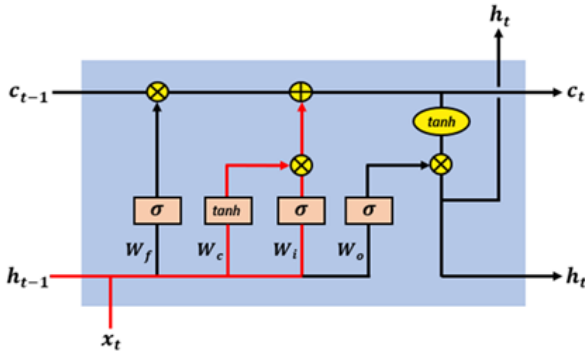 h_t
c_{t-1} c_t
tanh
σ tanh σ σ
W_f W_c W_i W_o
h_{t-1} h_t
x_t